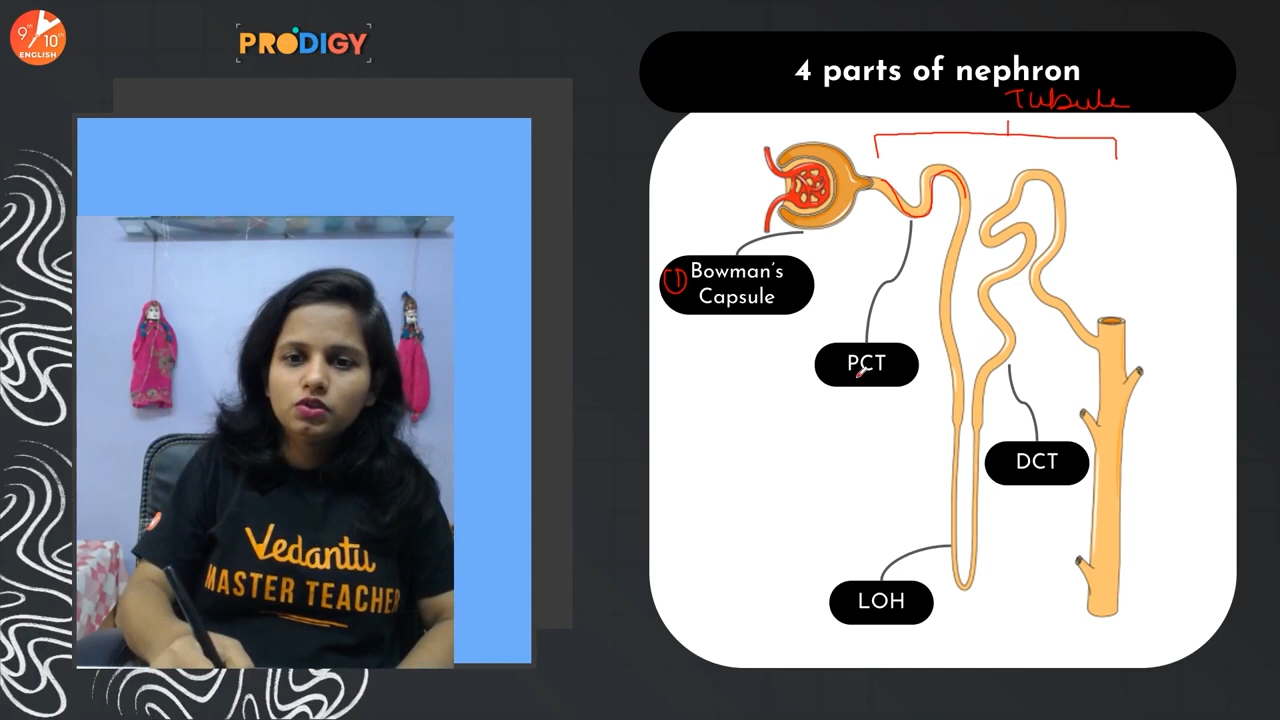 9th
10th
ENGLISH
PRODIGY
4 parts of nephron
Tubule
1
Bowman's
Capsule
PCT
DCT
LOH
Vedantu
MASTER TEACHER